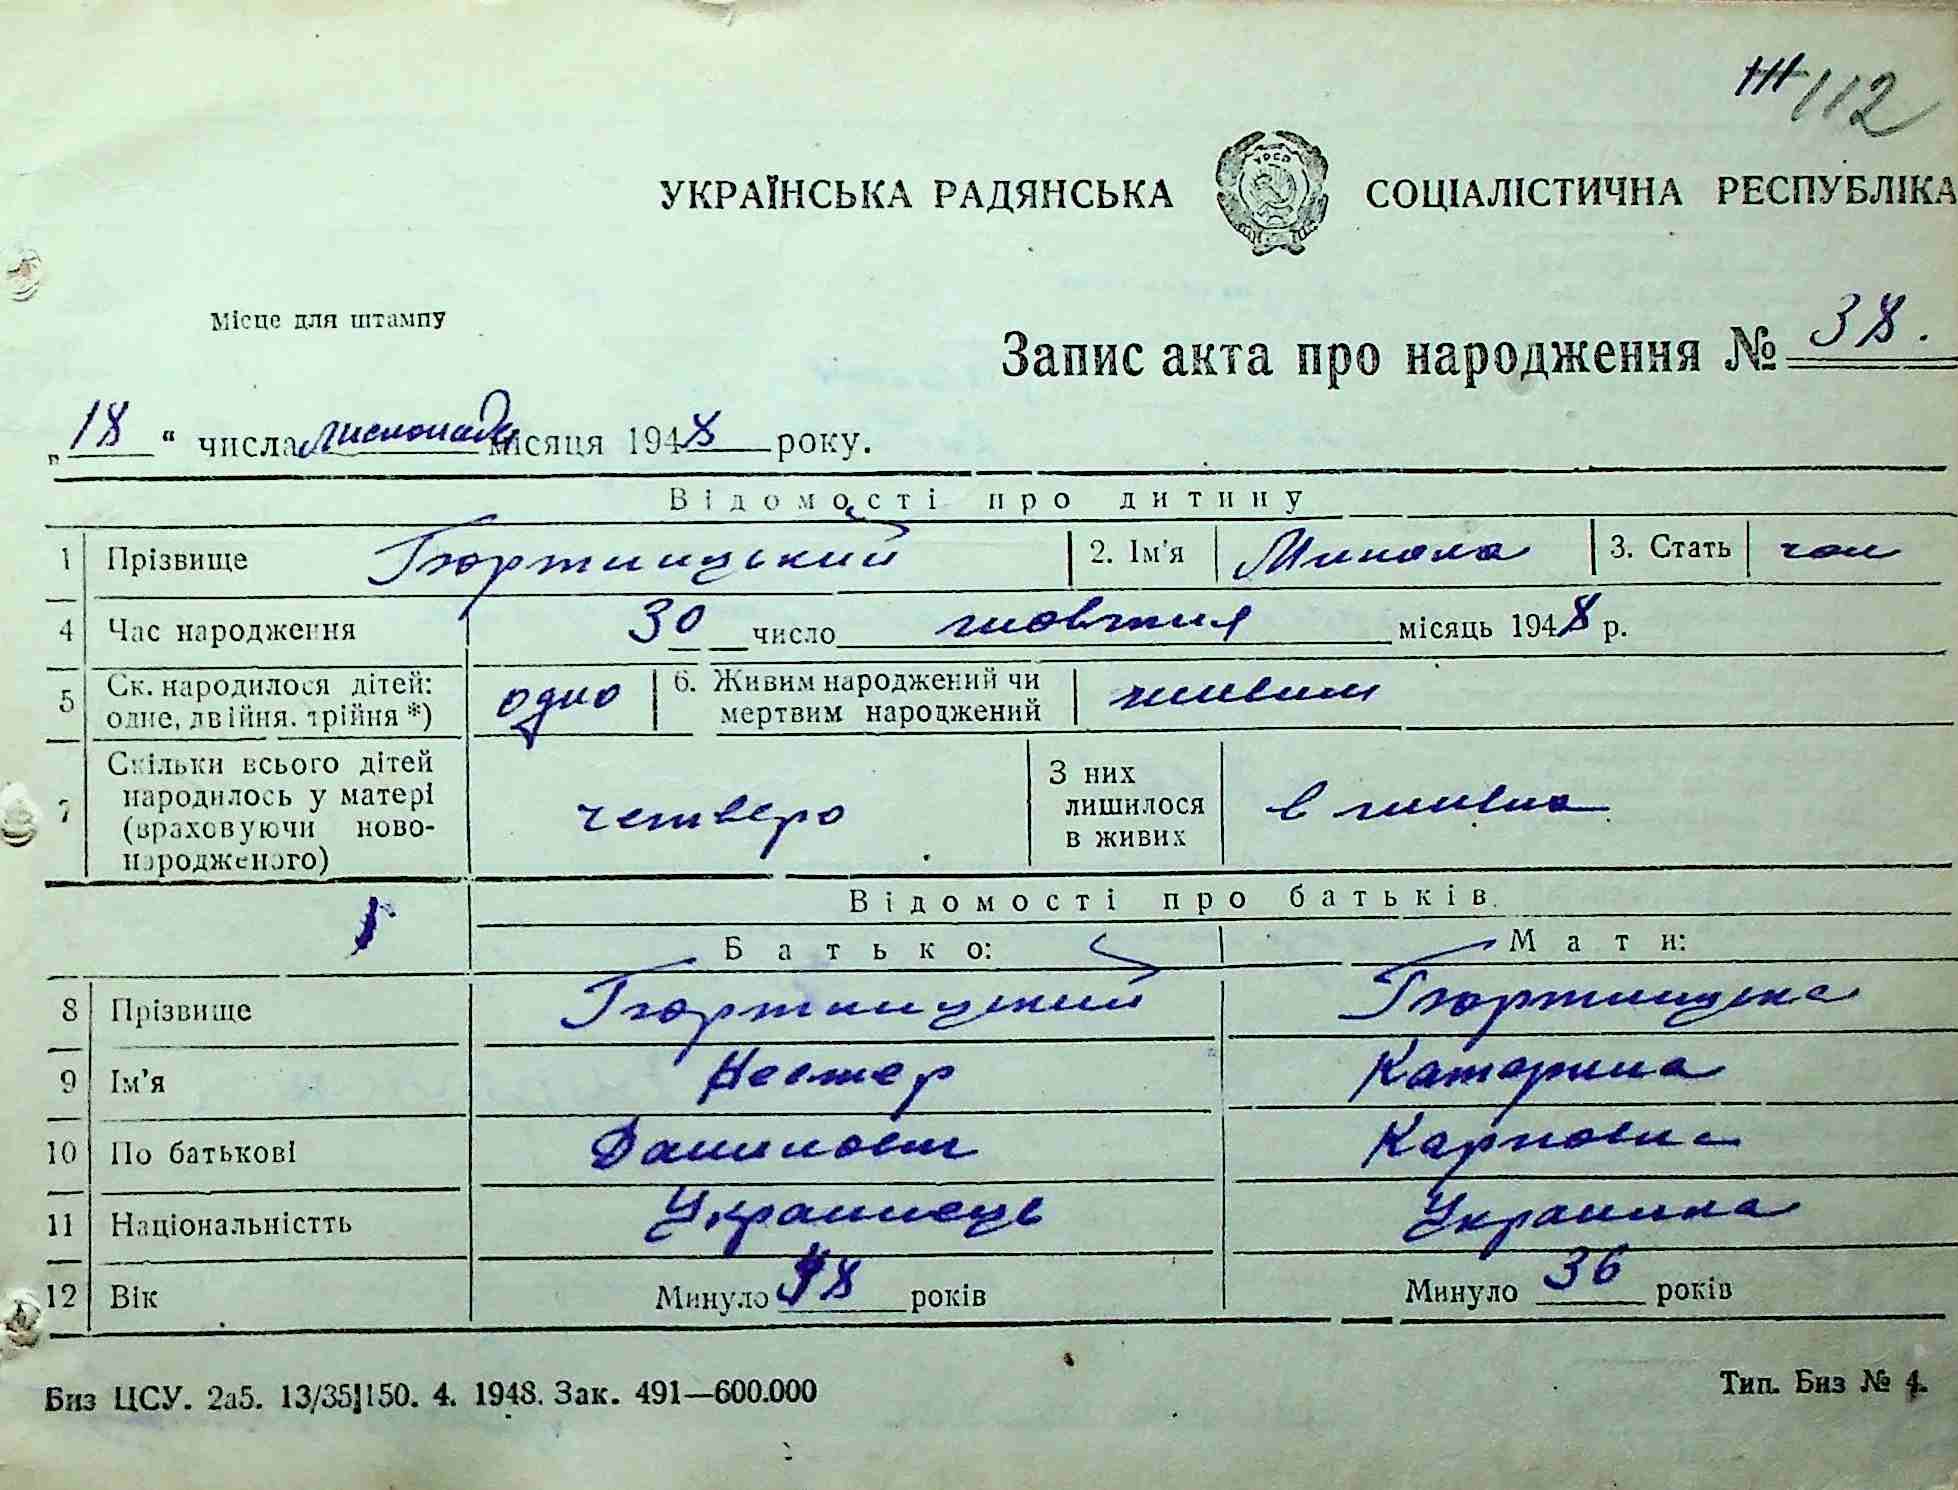 112
УКРАЇНСЬКА РАДЯНСЬКА СОЦІАЛІСТИЧНА РЕСПУБЛІКА
УРСР
Місце для штампу
Запис акта про народження № 38.
„18“ числа листопада місяця 1948 року.
Відомості про дитину
1 Прізвище Тюртицький 2. Ім'я Микола 3. Стать чол
4 Час народження 30 число жовтня місяць 1948 р.
5 Ск. народилося дітей: одно 6. Живим народжений чи живим
одне, двійня. трійня *) мертвим народжений
7 Скільки всього дітей четверо З них в живих
народилось у матері лишилося
(враховуючи ново- в живих
народженого)
Відомості про батьків.
Батько: Мати:
8 Прізвище
9 Ім'я Нестер Катерина
10 По батькові Данилович Карповна
11 Національністть Українець Українка
12 Вік Минуло 48 років Минуло 36 років
Биз ЦСУ. 2а5. 13/35 150. 4. 1948. Зак. 491—600.000
Тип. Биз № 4.